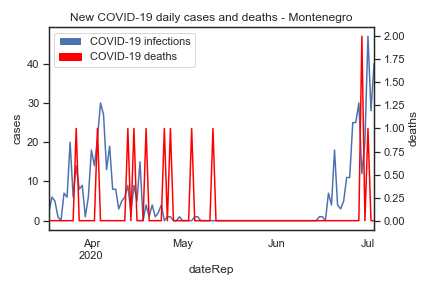 New COVID-19 daily cases and deaths - Montenegro
COVID-19 infections
COVID-19 deaths
cases
40
30
20
10
0
2.00
1.75
1.50
1.25
1.00
0.75
0.50
0.25
0.00
deaths
Apr
2020
May
Jun
Jul
dateRep